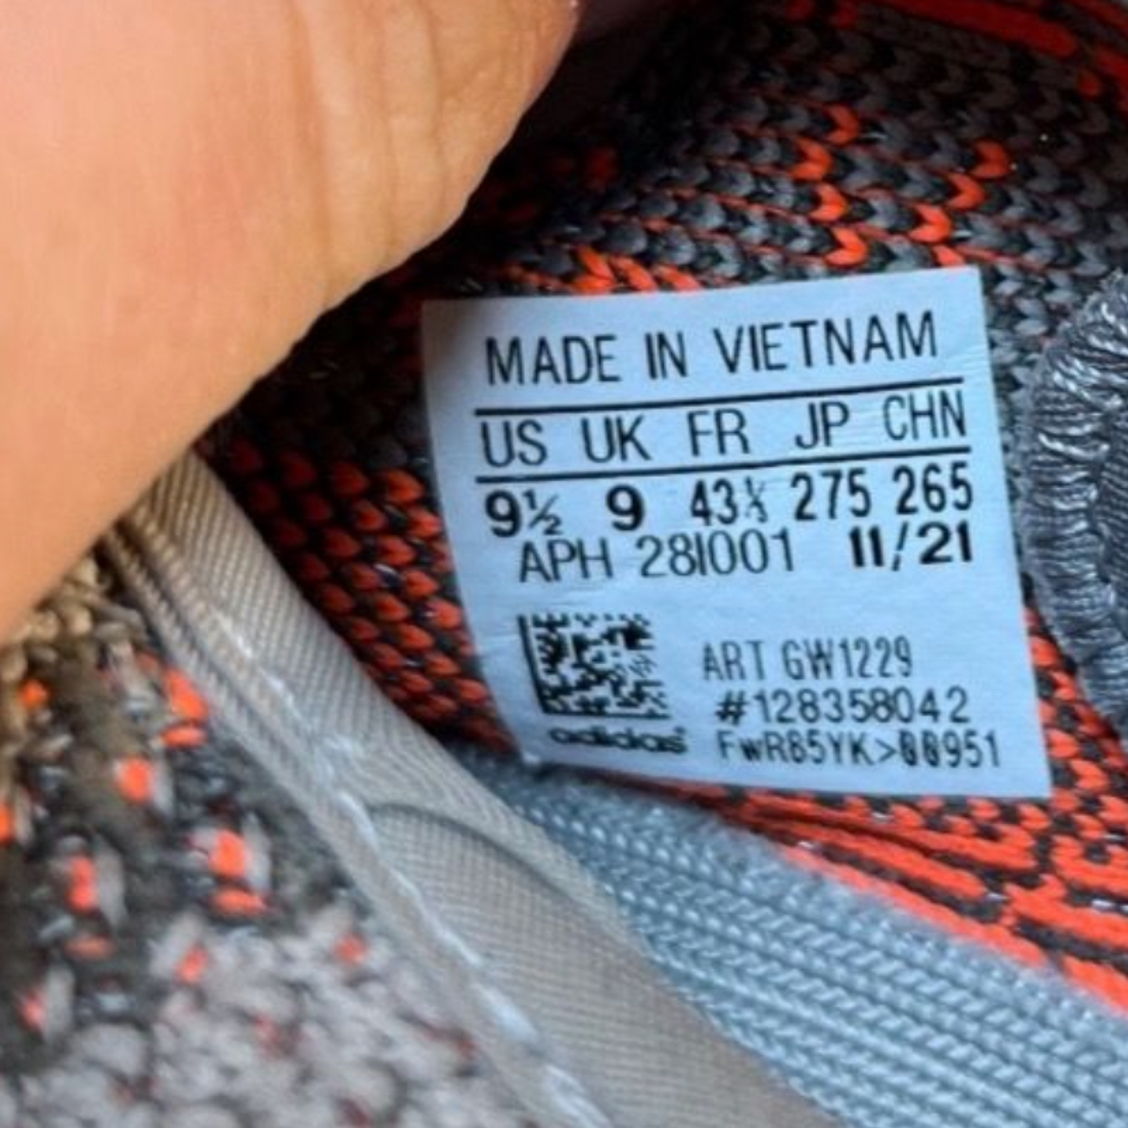 MADE IN VIETNAM
US UK FR JP CHN
9½ 9 43⅓ 275 265
APH 28I001 11/21
ART GW1229
#128358042
adidas FwR85YK>00951